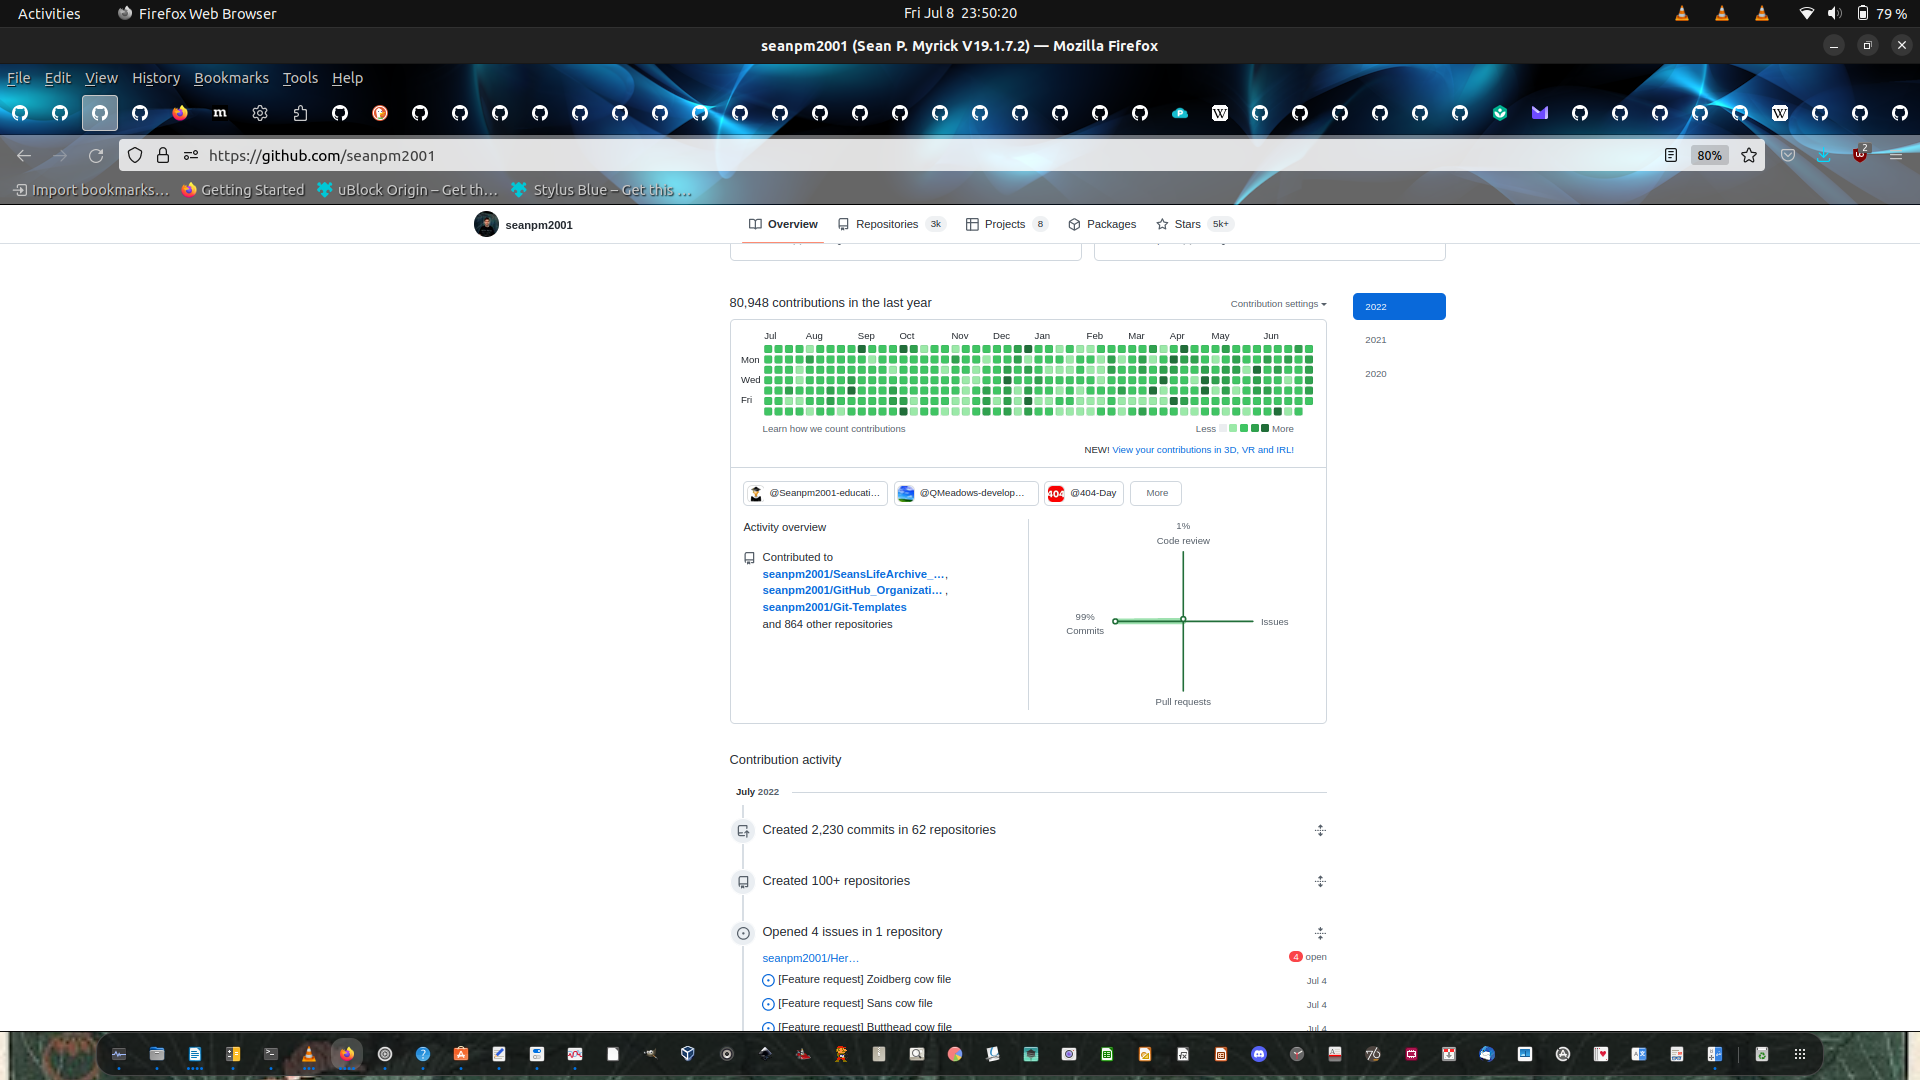 Activities
Firefox Web Browser
Fri Jul 8 23:50:20
79 %
seanpm2001 (Sean P. Myrick V19.1.7.2) — Mozilla Firefox
File Edit View History Bookmarks Tools Help
https://github.com/seanpm2001
80%
2
Import bookmarks...
Getting Started
uBlock Origin – Get th...
Stylus Blue – Get this ...
seanpm2001
Overview
Repositories 3k
Projects 8
Packages
Stars 5k+
80,948 contributions in the last year
Contribution settings
2022
2021
2020
Jul Aug Sep Oct Nov Dec Jan Feb Mar Apr May Jun
Mon
Wed
Fri
Learn how we count contributions
Less
More
NEW! View your contributions in 3D, VR and IRL!
@Seanpm2001-educati...
@QMeadows-develop...
404
@404-Day
More
Activity overview
Contributed to
seanpm2001/SeansLifeArchive_...,
seanpm2001/GitHub_Organizati... ,
seanpm2001/Git-Templates
and 864 other repositories
1%
Code review
99%
Commits
Issues
Pull requests
Contribution activity
July 2022
Created 2,230 commits in 62 repositories
Created 100+ repositories
Opened 4 issues in 1 repository
seanpm2001/Her...
4 open
[Feature request] Zoidberg cow file
Jul 4
[Feature request] Sans cow file
Jul 4
[Feature request] Butthead cow file
Jul 4